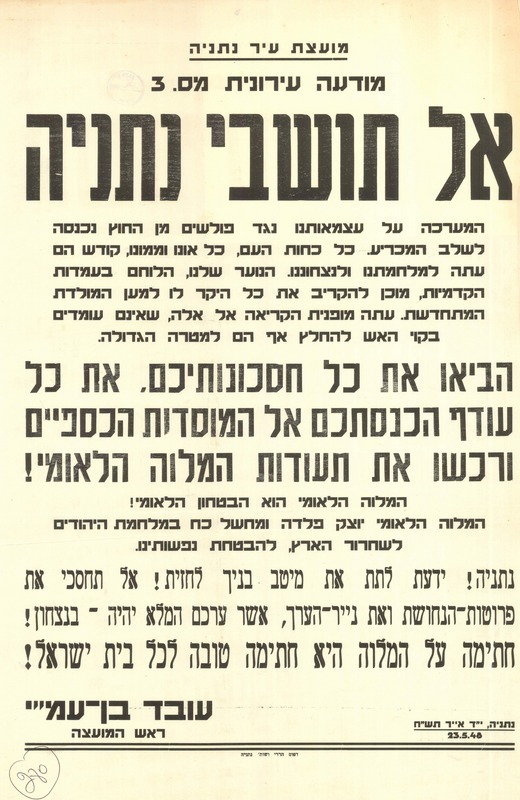 מועצת עיר נתניה
מודעה עירונית מס. 3
אל תושבי נתניה
המערכה על עצמאותנו נגד פולשים מן החוץ נכנסה
לשלב המכריע. כל כחות העם, כל אונו וממונו, קודש הם
עתה למלחמתנו ולנצחוננו. הנוער שלנו, הלוחם בעמדות
הקדמיות, מוכן להקריב את כל היקר לו למען המולדת
המתחדשת. עתה מופנית הקריאה אל אלה, שאינם עומדים
בקוי האש להחלץ אף הם למטרה הגדולה.
הביאו את כל חסכונותיכם, את כל
עודף הכנסתכם אל המוסדות הכספיים
ורכשו את תעודות המלוה הלאומי!
המלוה הלאומי הוא הבטחון הלאומי!
המלוה הלאומי יוצק פלדה ומחשל כח במלחמת היהודים
לשחרור הארץ, להבטחת נפשותינו.
נתניה! ידעת לתת את מיטב בניך לחזית! אל תחסכי את
פרוטות-הנחושת ואת נייר-הערך, אשר ערכם המלא יהיה - בנצחון!
חתימה על המלוה היא חתימה טובה לכל בית ישראל!
עובד בן-עמי
ראש המועצה
נתניה, י"ד אייר תש"ח
23.5.48